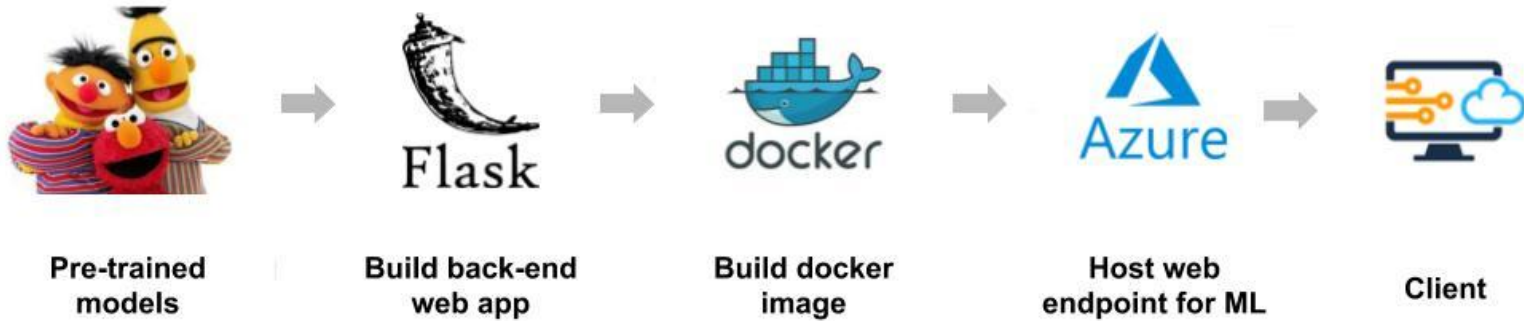 Flask
docker
Azure
Pre-trained
models
Build back-end
web app
Build docker
image
Host web
endpoint for ML
Client